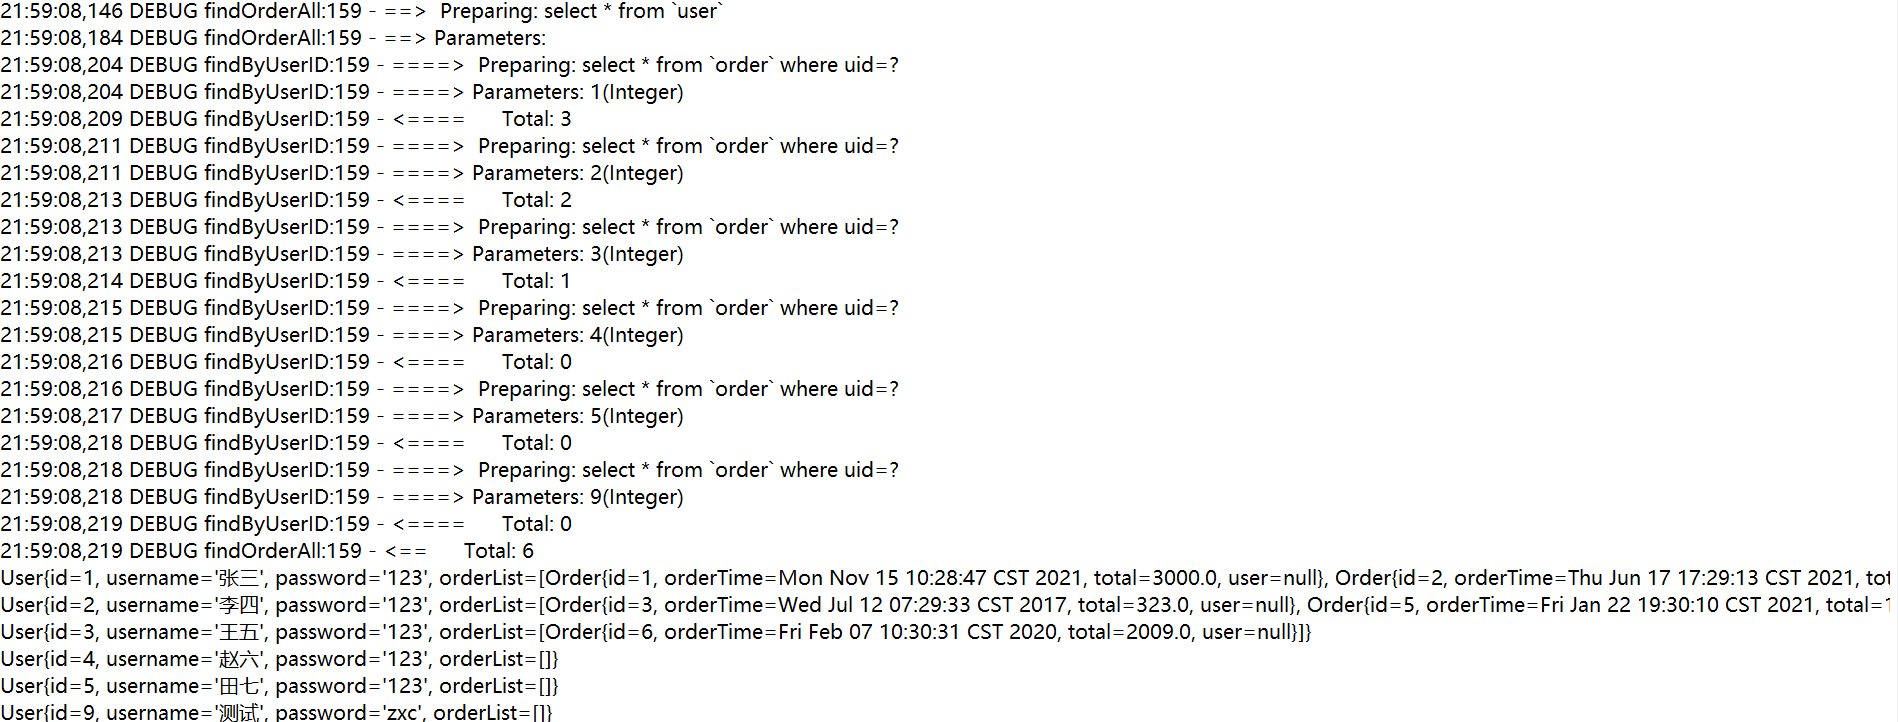 21:59:08,146 DEBUG findOrderAll:159 - ==>  Preparing: select * from `user`
21:59:08,184 DEBUG findOrderAll:159 - ==> Parameters:
21:59:08,204 DEBUG findByUserID:159 - ====>  Preparing: select * from `order` where uid=?
21:59:08,204 DEBUG findByUserID:159 - ====> Parameters: 1(Integer)
21:59:08,209 DEBUG findByUserID:159 - <====      Total: 3
21:59:08,211 DEBUG findByUserID:159 - ====>  Preparing: select * from `order` where uid=?
21:59:08,211 DEBUG findByUserID:159 - ====> Parameters: 2(Integer)
21:59:08,213 DEBUG findByUserID:159 - <====      Total: 2
21:59:08,213 DEBUG findByUserID:159 - ====>  Preparing: select * from `order` where uid=?
21:59:08,213 DEBUG findByUserID:159 - ====> Parameters: 3(Integer)
21:59:08,214 DEBUG findByUserID:159 - <====      Total: 1
21:59:08,215 DEBUG findByUserID:159 - ====>  Preparing: select * from `order` where uid=?
21:59:08,215 DEBUG findByUserID:159 - ====> Parameters: 4(Integer)
21:59:08,216 DEBUG findByUserID:159 - <====      Total: 0
21:59:08,216 DEBUG findByUserID:159 - ====>  Preparing: select * from `order` where uid=?
21:59:08,217 DEBUG findByUserID:159 - ====> Parameters: 5(Integer)
21:59:08,218 DEBUG findByUserID:159 - <====      Total: 0
21:59:08,218 DEBUG findByUserID:159 - ====>  Preparing: select * from `order` where uid=?
21:59:08,218 DEBUG findByUserID:159 - ====> Parameters: 9(Integer)
21:59:08,219 DEBUG findByUserID:159 - <====      Total: 0
21:59:08,219 DEBUG findOrderAll:159 - <==      Total: 6
User{id=1, username='张三', password='123', orderList=[Order{id=1, orderTime=Mon Nov 15 10:28:47 CST 2021, total=3000.0, user=null}, Order{id=2, orderTime=Thu Jun 17 17:29:13 CST 2021, tot
User{id=2, username='李四', password='123', orderList=[Order{id=3, orderTime=Wed Jul 12 07:29:33 CST 2017, total=323.0, user=null}, Order{id=5, orderTime=Fri Jan 22 19:30:10 CST 2021, total=1
User{id=3, username='王五', password='123', orderList=[Order{id=6, orderTime=Fri Feb 07 10:30:31 CST 2020, total=2009.0, user=null}]}
User{id=4, username='赵六', password='123', orderList=[]}
User{id=5, username='田七', password='123', orderList=[]}
User{id=9, username='测试', password='zxc', orderList=[]}